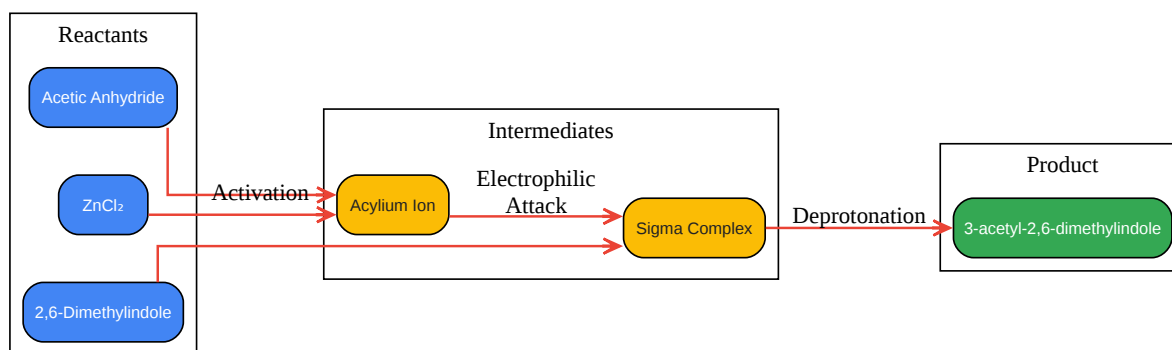 Reactants
Acetic Anhydride
ZnCl₂
2,6-Dimethylindole
Activation
Intermediates
Acylium Ion
Electrophilic
Attack
Sigma Complex
Deprotonation
Product
3-acetyl-2,6-dimethylindole